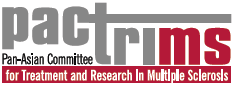 pactrims
Pan-Asian Committee
for Treatment and Research in Multiple Sclerosis